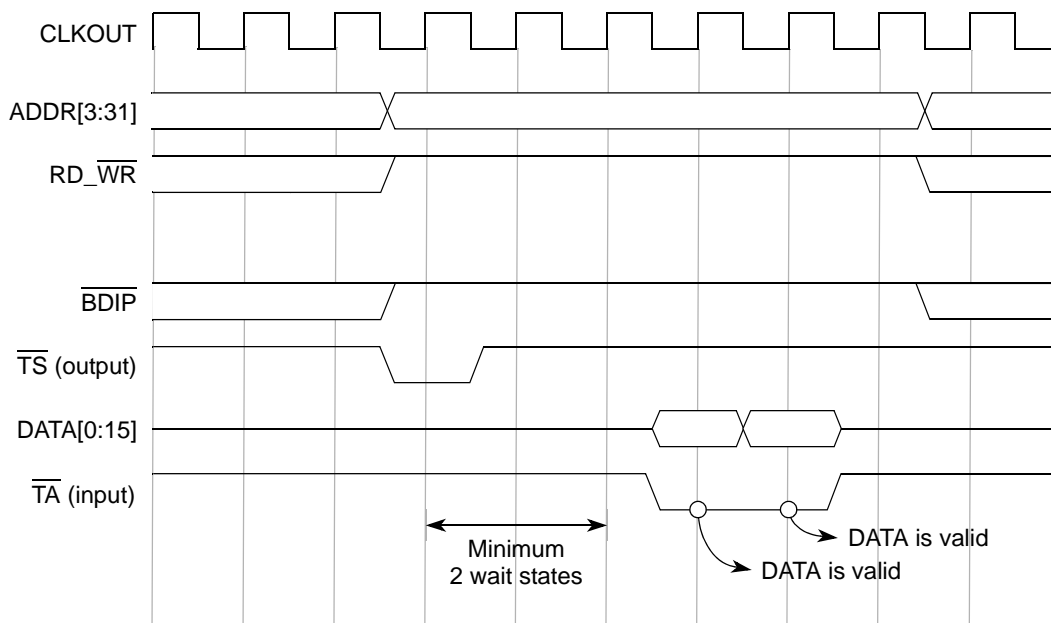 CLKOUT
ADDR[3:31]
RD_WR
BDIP
TS (output)
DATA[0:15]
TA (input)
Minimum
2 wait states
DATA is valid
DATA is valid